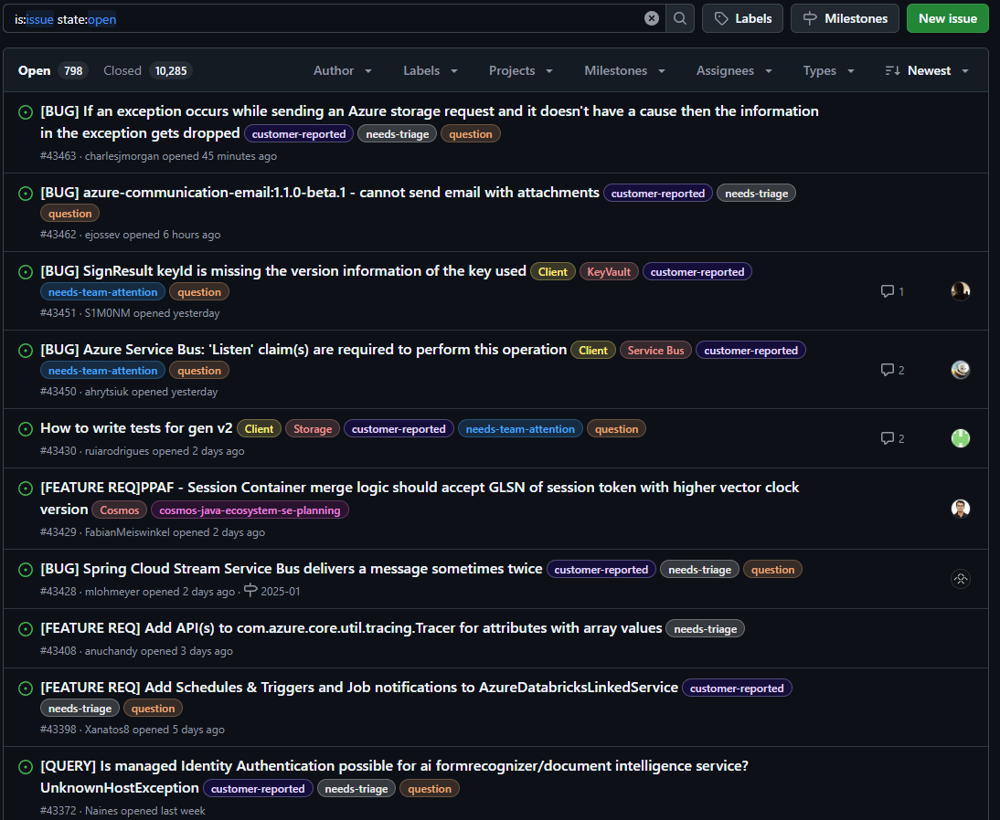 is:issue state:open
Labels
Milestones
New issue
Open 798 Closed 10,285 Author Labels Projects Milestones Assignees Types Newest
[BUG] If an exception occurs while sending an Azure storage request and it doesn't have a cause then the information
in the exception gets dropped customer-reported needs-triage question
#43463 · charlesjmorgan opened 45 minutes ago
[BUG] azure-communication-email:1.1.0-beta.1 - cannot send email with attachments customer-reported needs-triage
question
#43462 · ejossev opened 6 hours ago
[BUG] SignResult keyId is missing the version information of the key used Client KeyVault customer-reported
needs-team-attention question
1
#43451 · S1M0NM opened yesterday
[BUG] Azure Service Bus: 'Listen' claim(s) are required to perform this operation Client Service Bus customer-reported
needs-team-attention question
2
#43450 · ahrytsiuk opened yesterday
How to write tests for gen v2 Client Storage customer-reported needs-team-attention question
2
#43430 · ruiarodrigues opened 2 days ago
[FEATURE REQ]PPAF - Session Container merge logic should accept GLSN of session token with higher vector clock
version Cosmos cosmos-java-ecosystem-se-planning
#43429 · FabianMeiswinkel opened 2 days ago
[BUG] Spring Cloud Stream Service Bus delivers a message sometimes twice customer-reported needs-triage question
#43428 · mlohmeyer opened 2 days ago · 2025-01
[FEATURE REQ] Add API(s) to com.azure.core.util.tracing.Tracer for attributes with array values needs-triage
#43408 · anuchandy opened 3 days ago
[FEATURE REQ] Add Schedules & Triggers and Job notifications to AzureDatabricksLinkedService customer-reported
needs-triage question
#43398 · Xanatos8 opened 5 days ago
[QUERY] Is managed Identity Authentication possible for ai formrecognizer/document intelligence service?
UnknownHostException customer-reported needs-triage question
#43372 · Naines opened last week